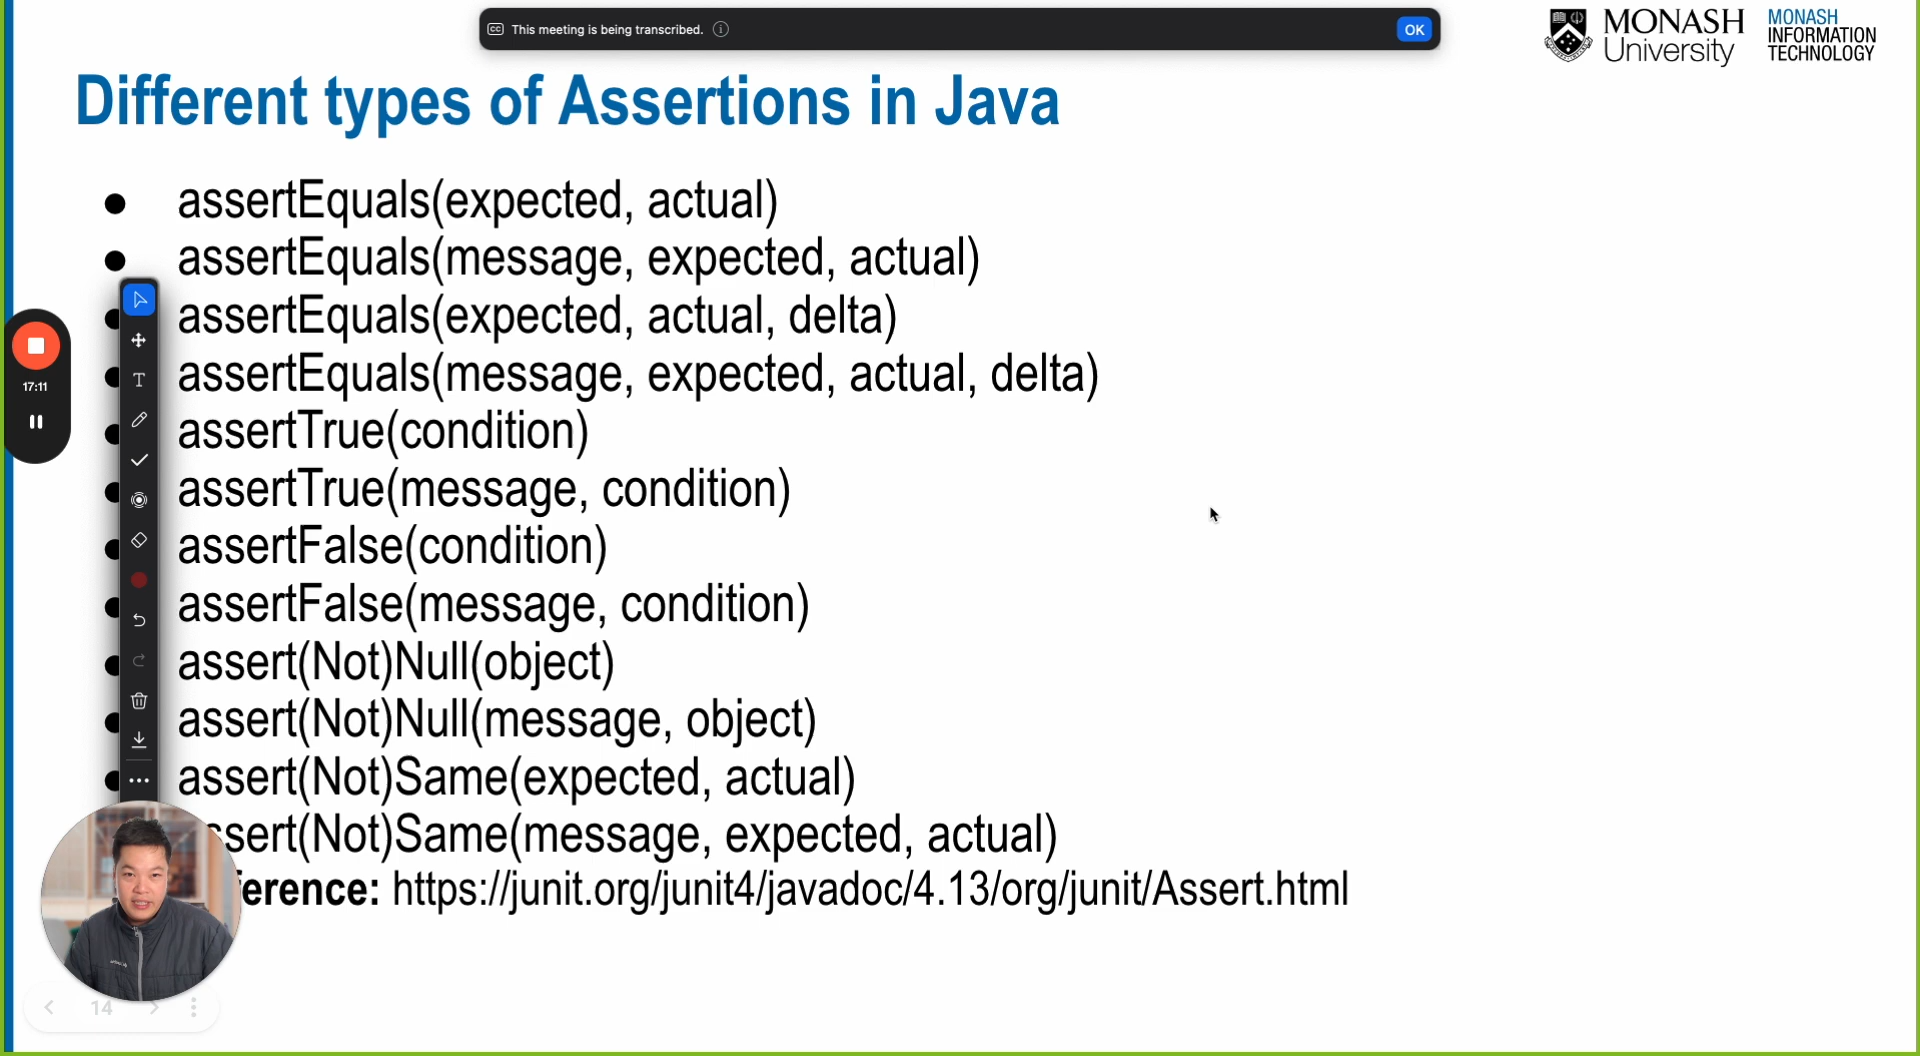 This meeting is being transcribed.
OK
MONASH University
MONASH INFORMATION TECHNOLOGY
Different types of Assertions in Java
assertEquals(expected, actual)
assertEquals(message, expected, actual)
assertEquals(expected, actual, delta)
assertEquals(message, expected, actual, delta)
assertTrue(condition)
assertTrue(message, condition)
assertFalse(condition)
assertFalse(message, condition)
assert(Not)Null(object)
assert(Not)Null(message, object)
assert(Not)Same(expected, actual)
ssert(Not)Same(message, expected, actual)
ference: https://junit.org/junit4/javadoc/4.13/org/junit/Assert.html
17:11
14